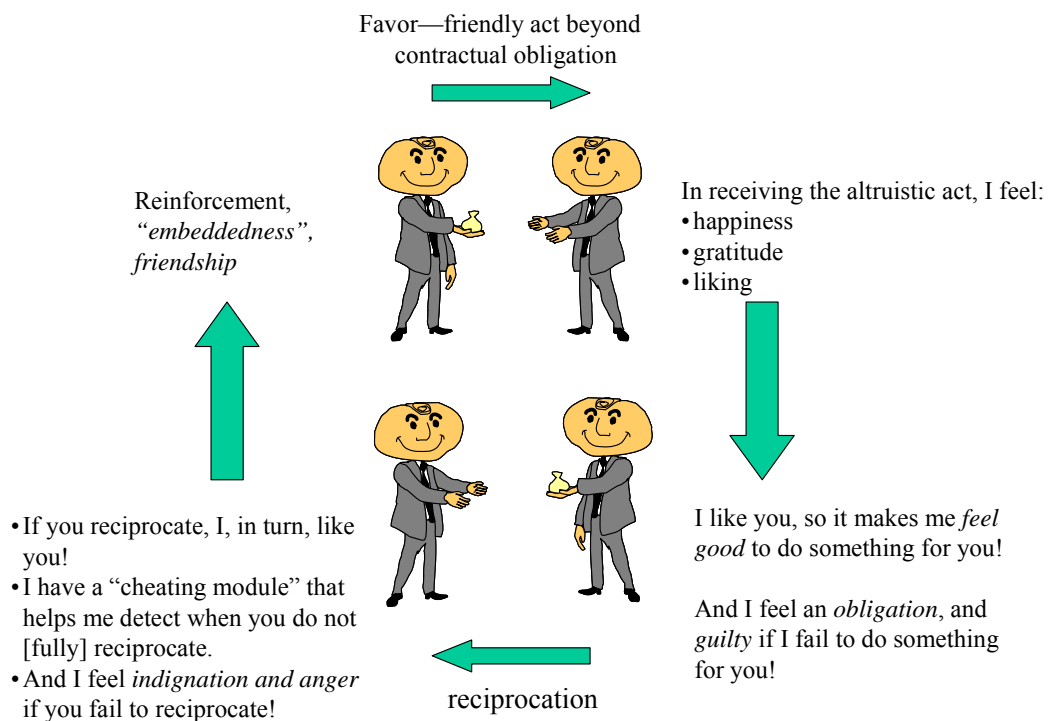 Favor—friendly act beyond
contractual obligation
In receiving the altruistic act, I feel:
•happiness
•gratitude
•liking
I like you, so it makes me feel
good to do something for you!
And I feel an obligation, and
guilty if I fail to do something
for you!
reciprocation
•If you reciprocate, I, in turn, like
you!
•I have a “cheating module” that
helps me detect when you do not
[fully] reciprocate.
•And I feel indignation and anger
if you fail to reciprocate!
Reinforcement,
“embeddedness”,
friendship